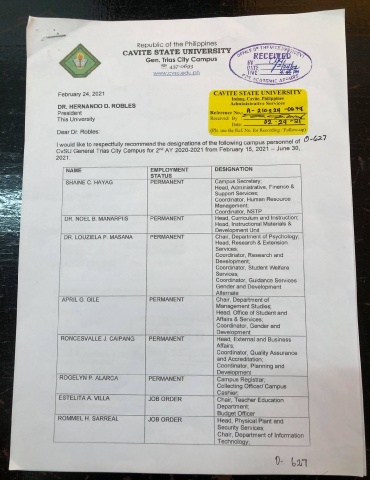 Republic of the Philippines
CAVITE STATE UNIVERSITY
Gen. Trias City Campus
☎ 437-0693
www.cvsu.edu.ph
OFFICE OF THE VICE PRESIDENT
RECEIVED
BY
DATE
TIME
FOR ACADEMIC AFFAIRS
CAVITE STATE UNIVERSITY
Indang, Cavite, Philippines
Administrative Services
Reference No.
Received
Date: 02-24-21
(Pls. use the Ref. No. for Recording / Follow-up)
February 24, 2021
DR. HERNANDO D. ROBLES
President
This University
Dear Dr. Robles:
0-627
I would like to respectfully recommend the designations of the following campus personnel of
CvSU General Trias City Campus for 2nd AY 2020-2021 from February 15, 2021 – June 30,
2021.
NAME EMPLOYMENT STATUS DESIGNATION
SHAINE C. HAYAG PERMANENT Campus Secretary;
Head, Administrative, Finance &
Support Services;
Coordinator, Human Resource
Management;
Coordinator, NSTP
DR. NOEL B. MANARPIIS PERMANENT Head, Curriculum and Instruction;
Head, Instructional Materials &
Development Unit
DR. LOUZIELA P. MASANA PERMANENT Chair, Department of Psychology;
Head, Research & Extension
Services;
Coordinator, Research and
Development;
Coordinator, Student Welfare
Services;
Coordinator, Guidance Services
Gender and Development
Alternate
APRIL G. GILE PERMANENT Chair, Department of
Management Studies;
Head, Office of Student
Affairs & Services;
Coordinator, Gender and
Development
RONCESVALLE J. CAIPANG PERMANENT Head, External and Business
Affairs;
Coordinator, Quality Assurance
and Accreditation;
Coordinator, Planning and
Development
ROGELYN P. ALARCA PERMANENT Campus Registrar,
Collecting Officer/ Campus
Cashier;
ESTELITA A. VILLA JOB ORDER Chair, Teacher Education
Department;
Budget Officer
ROMMEL H. SARREAL JOB ORDER Head, Physical Plant and
Security Services
Chair, Department of Information
Technology;
0- 627